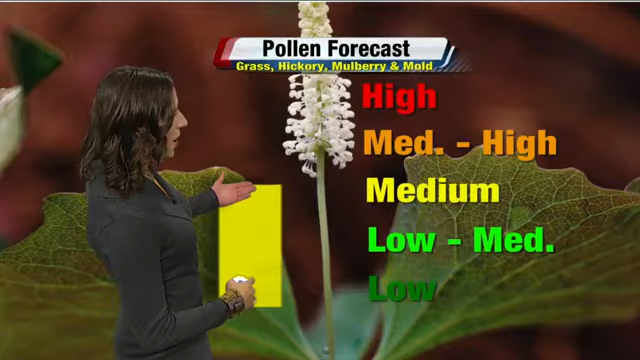 Pollen Forecast
Grass, Hickory, Mulberry & Mold
High
Med. - High
Medium
Low - Med.
Low